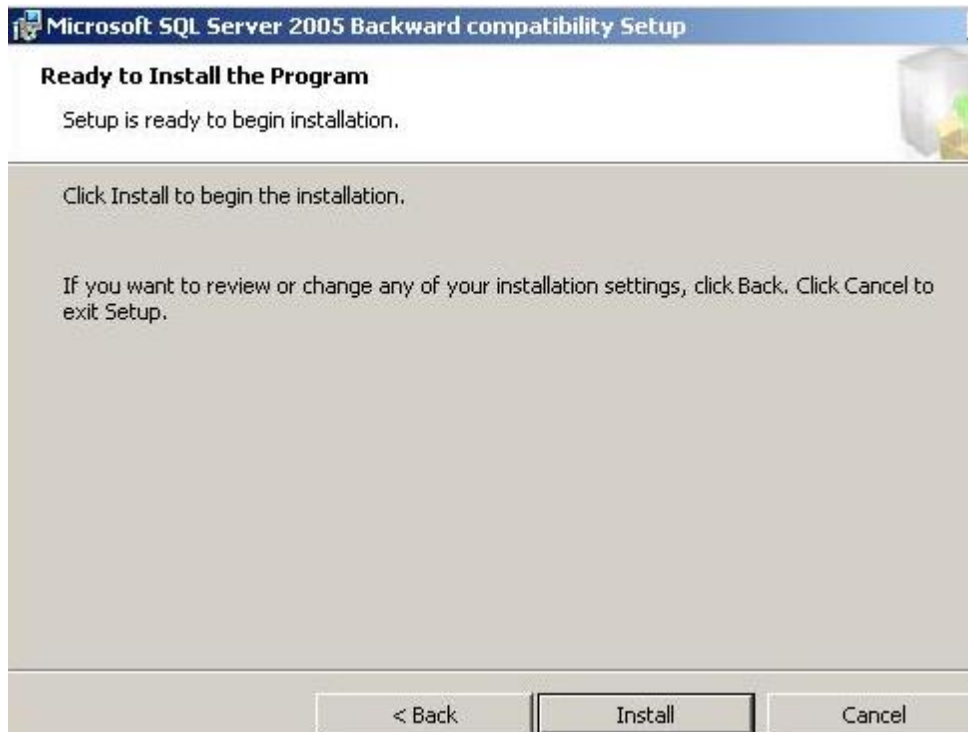 Microsoft SQL Server 2005 Backward compatibility Setup
Ready to Install the Program
Setup is ready to begin installation.
Click Install to begin the installation.
If you want to review or change any of your installation settings, click Back. Click Cancel to
exit Setup.
< Back Install Cancel